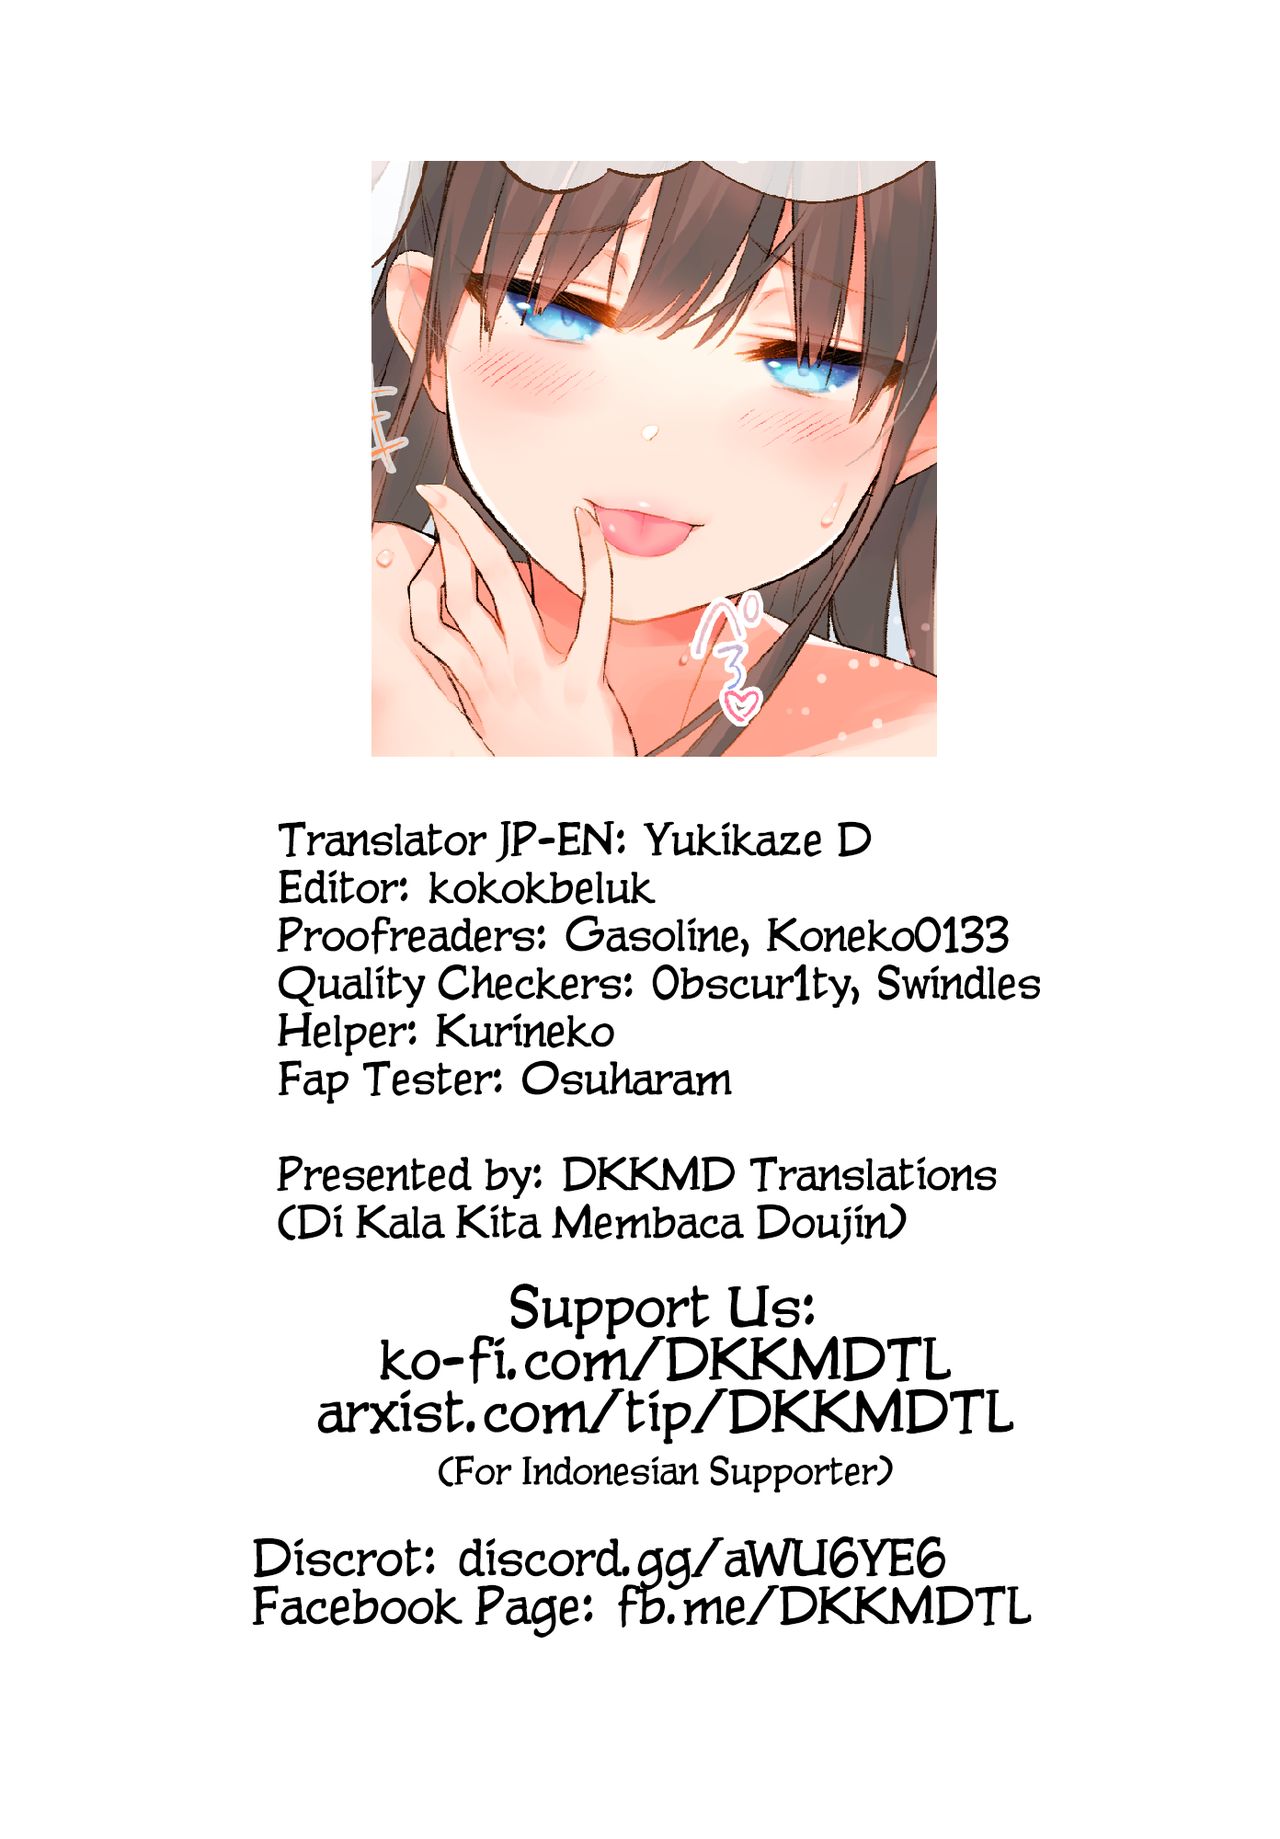 ぺ
ろ♡
Translator JP-EN: Yukikaze D
Editor: kokokbeluk
Proofreaders: Gasoline, Koneko0133
Quality Checkers: 0bscur1ty, Swindles
Helper: Kurineko
Fap Tester: Osuharam
Presented by: DKKMD Translations
(Di Kala Kita Membaca Doujin)
Support Us:
ko-fi.com/DKKMDTL
arxist.com/tip/DKKMDTL
(For Indonesian Supporter)
Discrot: discord.gg/aWU6YE6
Facebook Page: fb.me/DKKMDTL